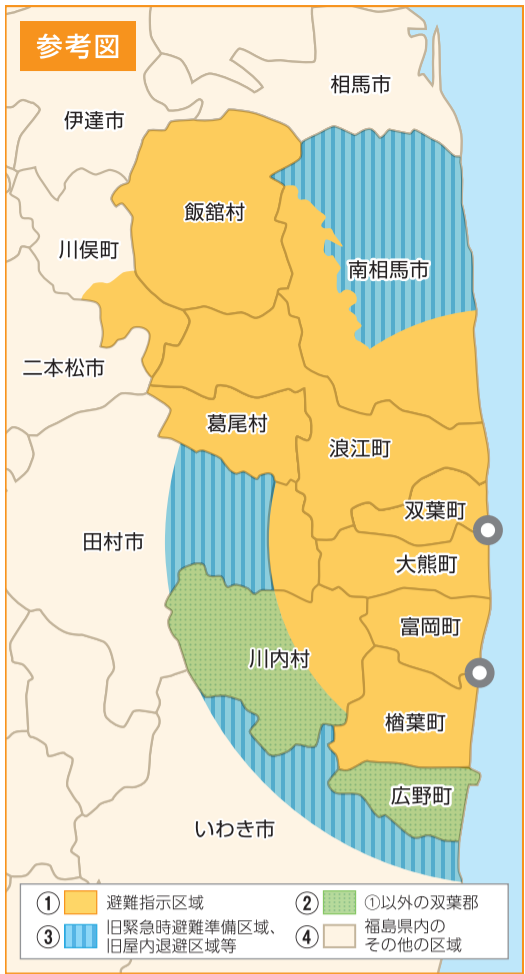 参考図
相馬市
伊達市
飯舘村
川俣町
南相馬市
二本松市
葛尾村
浪江町
双葉町
田村市
大熊町
富岡町
川内村
楢葉町
広野町
いわき市
① 避難指示区域
② ①以外の双葉郡
③ 旧緊急時避難準備区域、
旧屋内退避区域等
④ 福島県内の
その他の区域